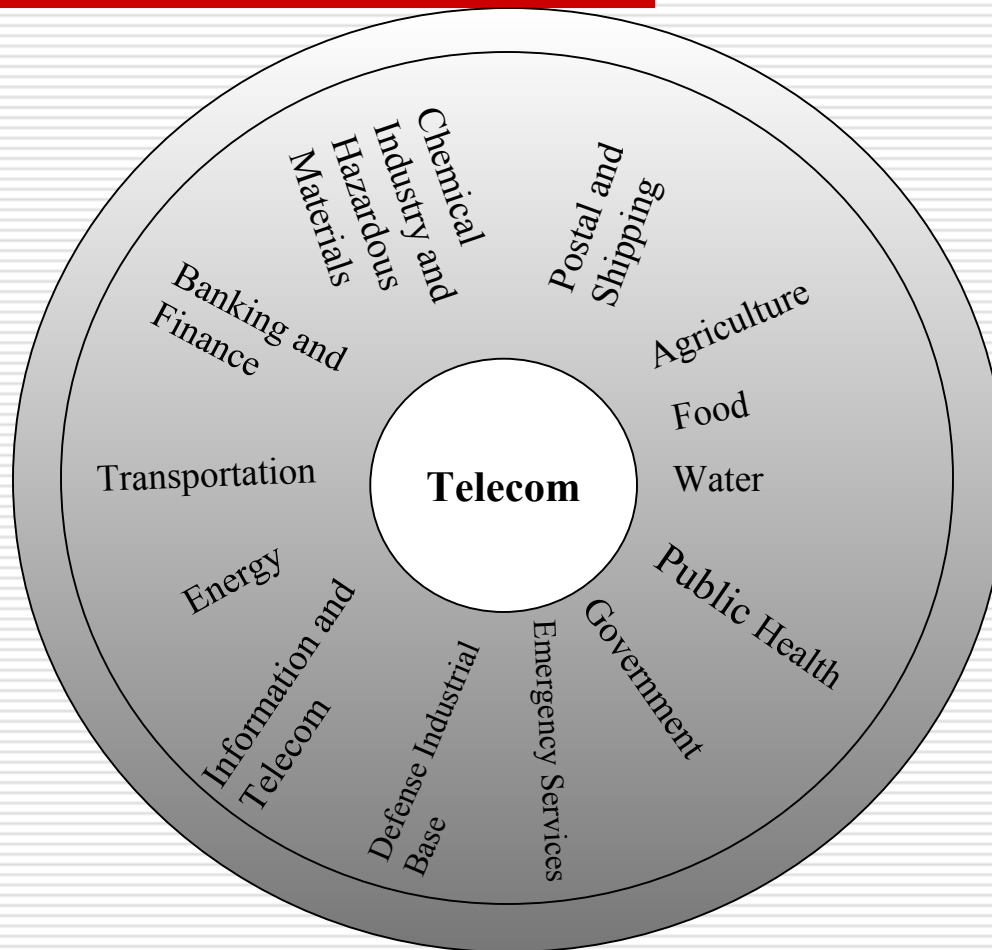 Chemical
Industry and
Hazardous
Materials
Postal and
Shipping
Agriculture
Food
Water
Public Health
Government
Emergency Services
Defense Industrial
Base
Information and
Telecom
Energy
Transportation
Banking and
Finance
Telecom